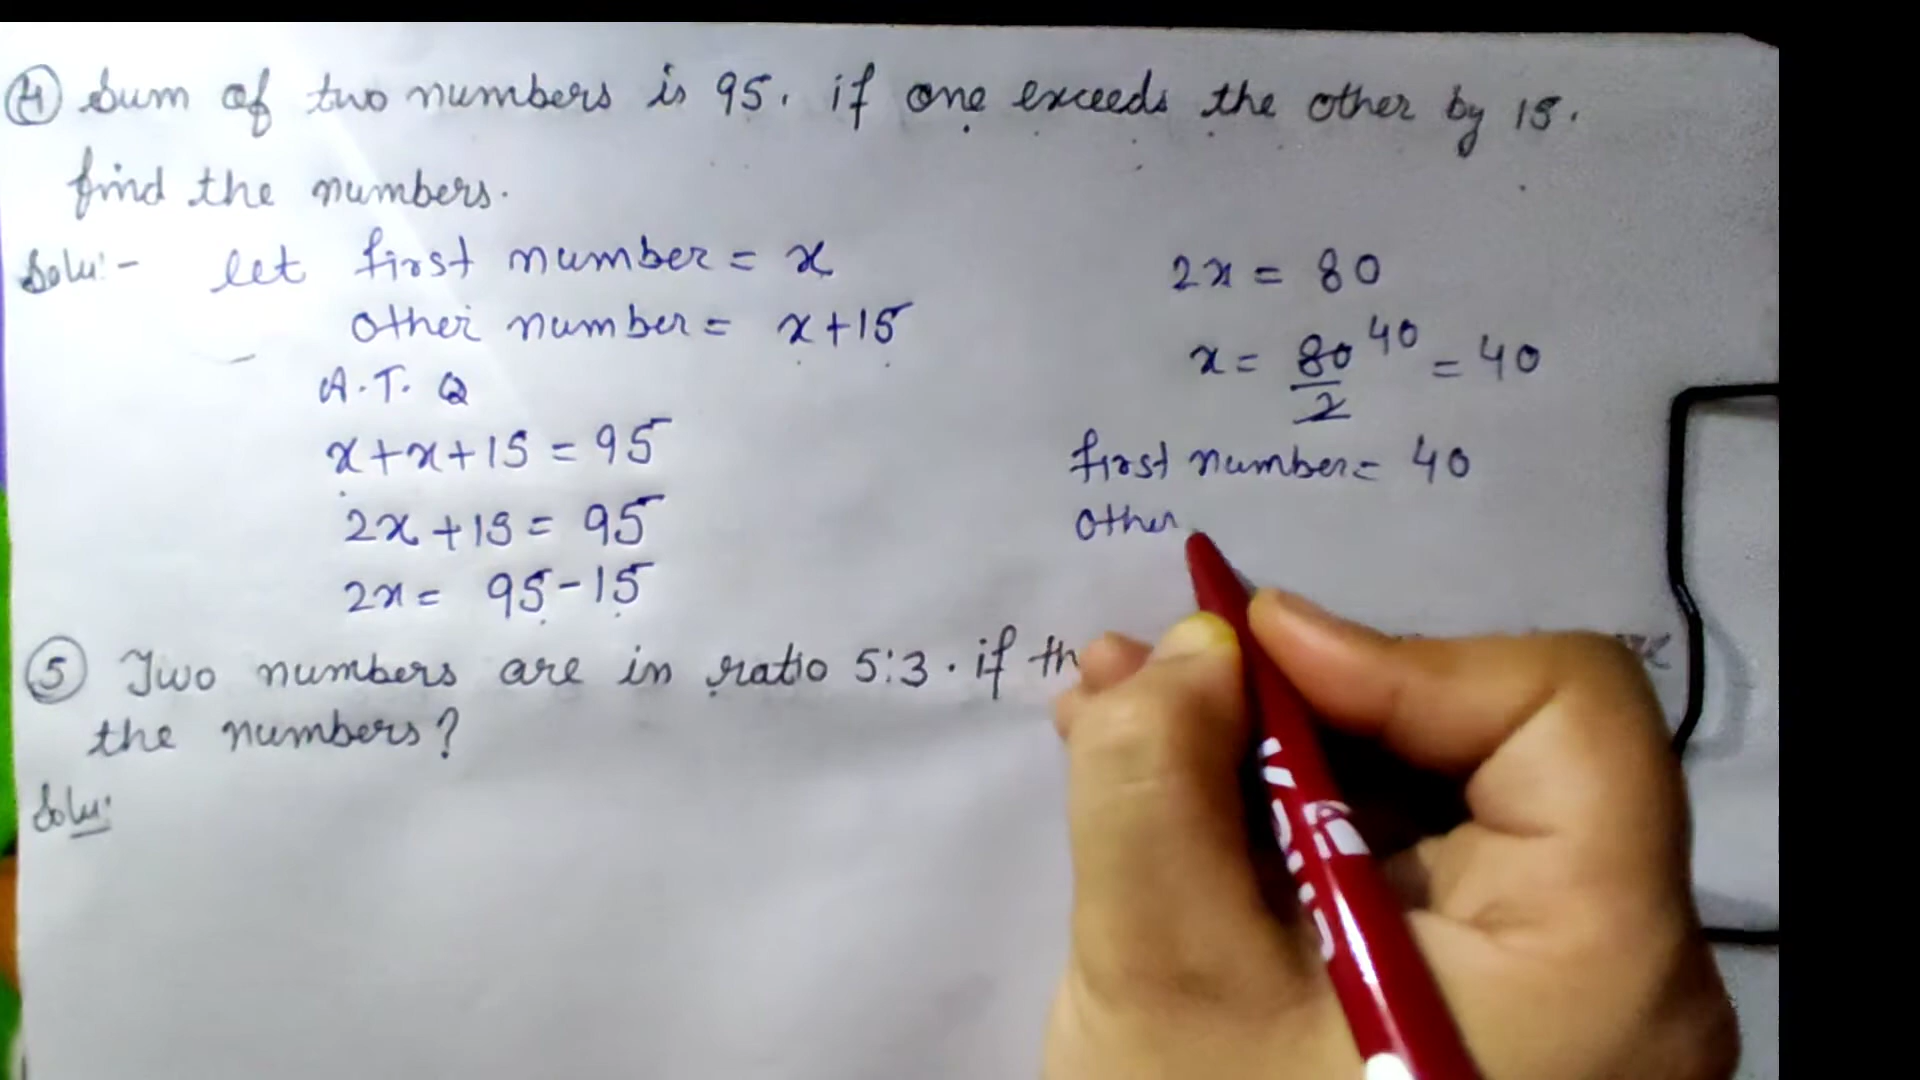 4 Sum of two numbers is 95. if one exceeds the other by 15.
find the numbers.
Solu:- let first number = x
other number = x+15
A.T.Q
x+x+15 = 95
2x+15 = 95
2x = 95-15
2x = 80
x = 80/2 40 = 40
first number = 40
other
5 Two numbers are in ratio 5:3. if th
the numbers?
Solu: